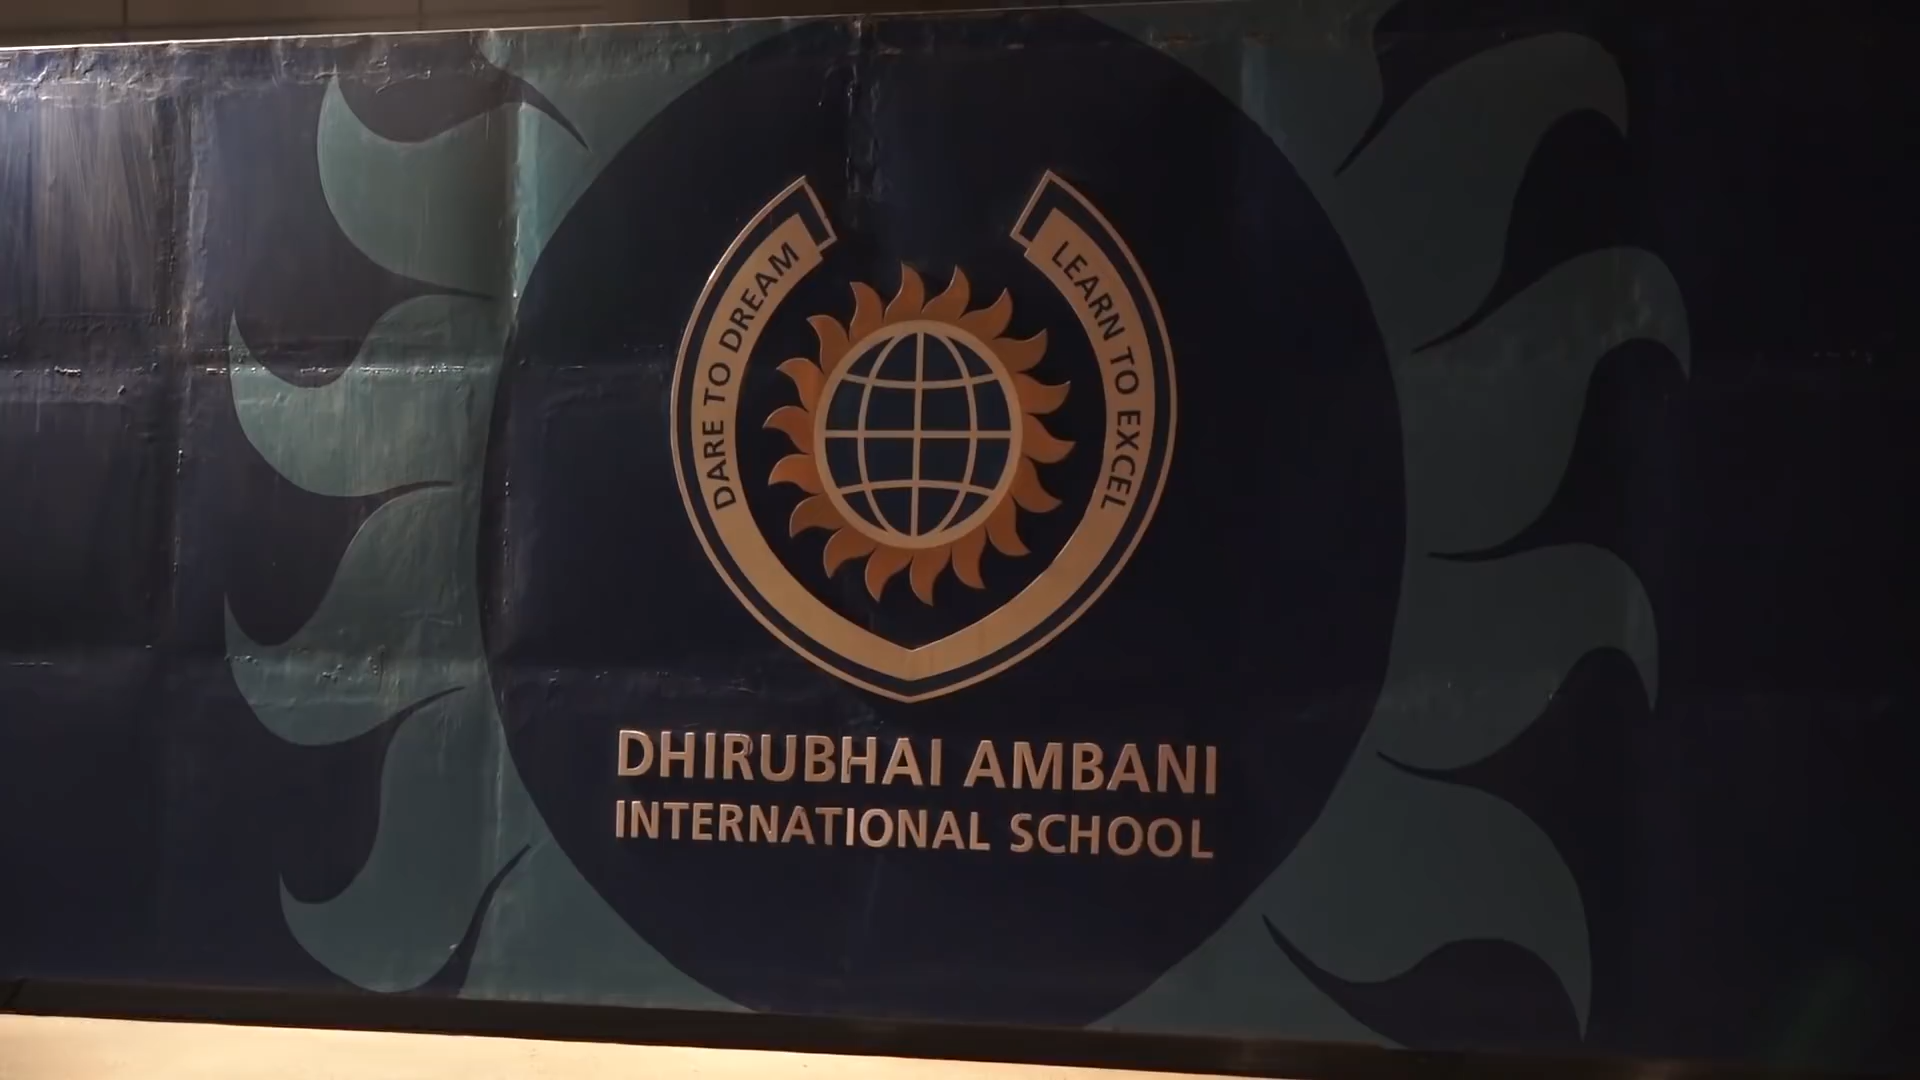 DARE TO DREAM
LEARN TO EXCEL
DHIRUBHAI AMBANI
INTERNATIONAL SCHOOL